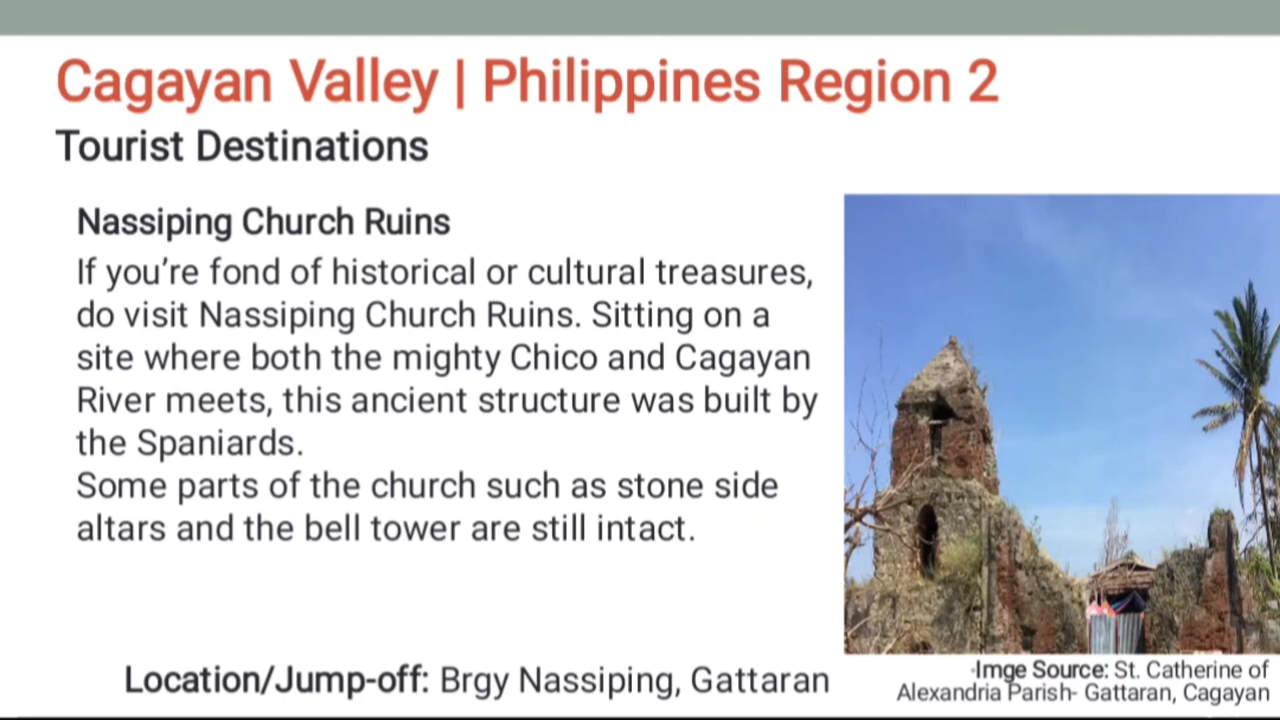 Cagayan Valley | Philippines Region 2
Tourist Destinations
Nassiping Church Ruins
If you’re fond of historical or cultural treasures,
do visit Nassiping Church Ruins. Sitting on a
site where both the mighty Chico and Cagayan
River meets, this ancient structure was built by
the Spaniards.
Some parts of the church such as stone side
altars and the bell tower are still intact.
Location/Jump-off: Brgy Nassiping, Gattaran
Imge Source: St. Catherine of
Alexandria Parish- Gattaran, Cagayan